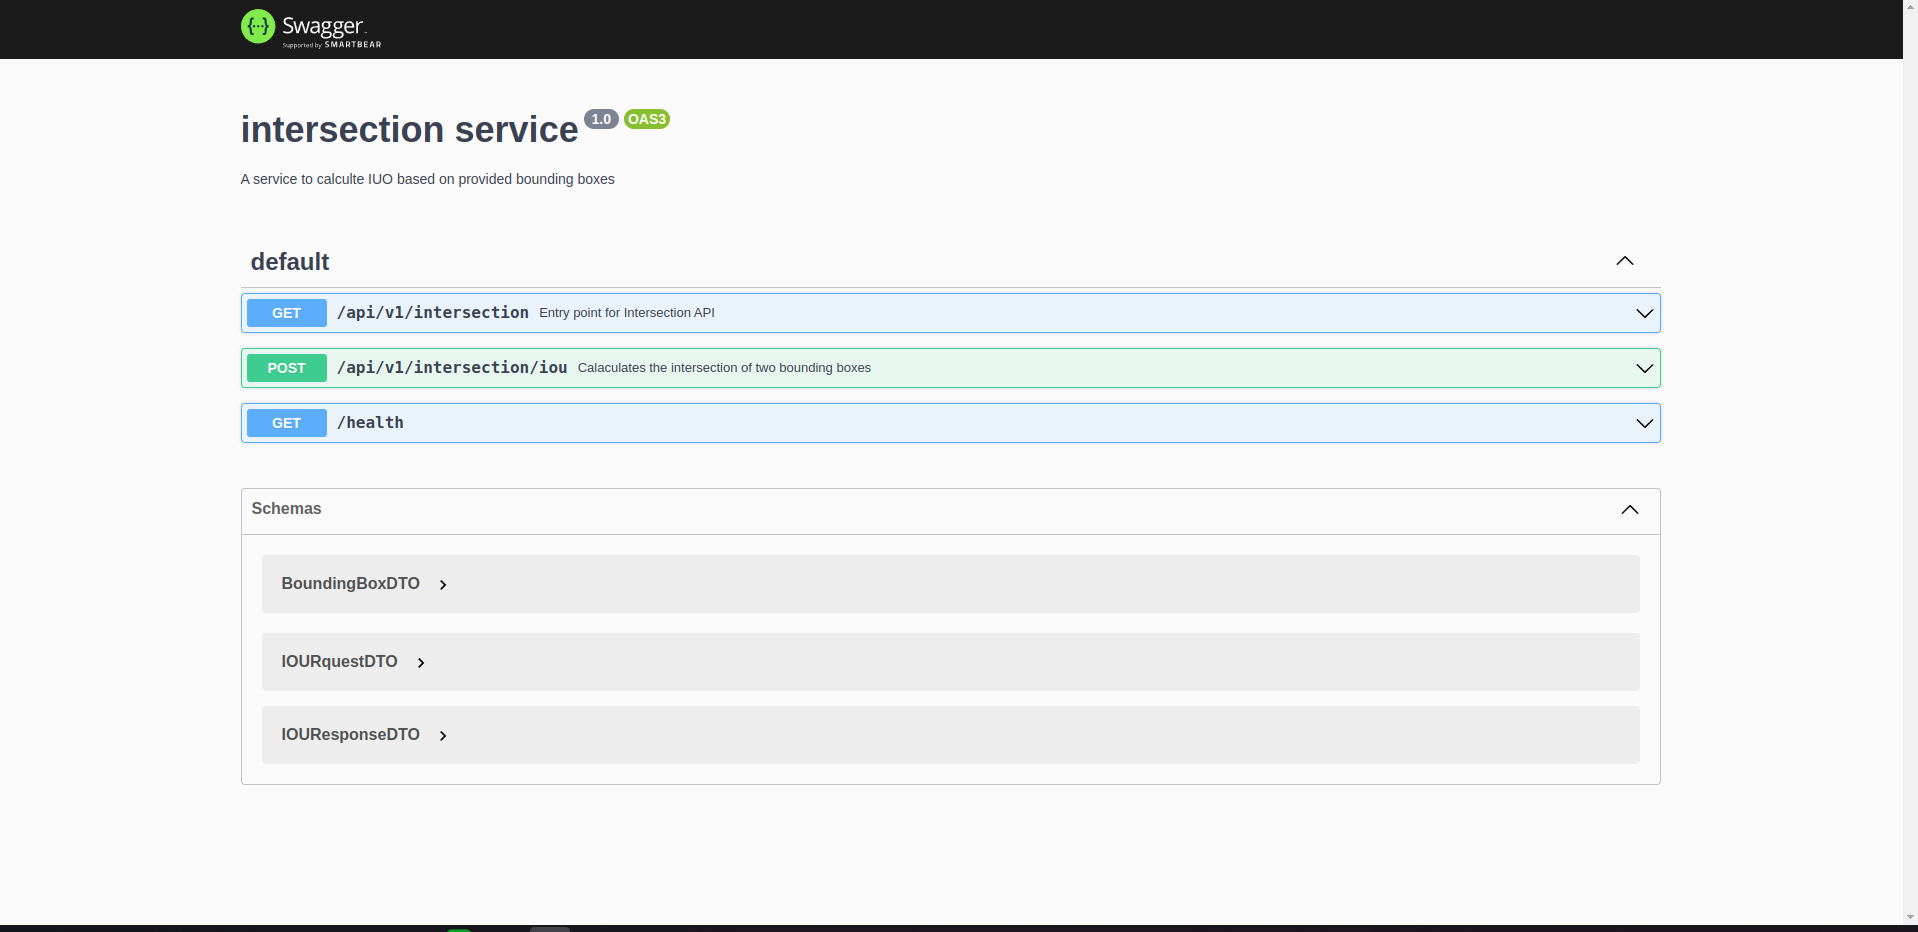 Swagger
Supported by SMARTBEAR
intersection service 1.0 OAS3
A service to calculte IUO based on provided bounding boxes
default
GET /api/v1/intersection Entry point for Intersection API
POST /api/v1/intersection/iou Calaculates the intersection of two bounding boxes
GET /health
Schemas
BoundingBoxDTO
IOURquestDTO
IOUResponseDTO